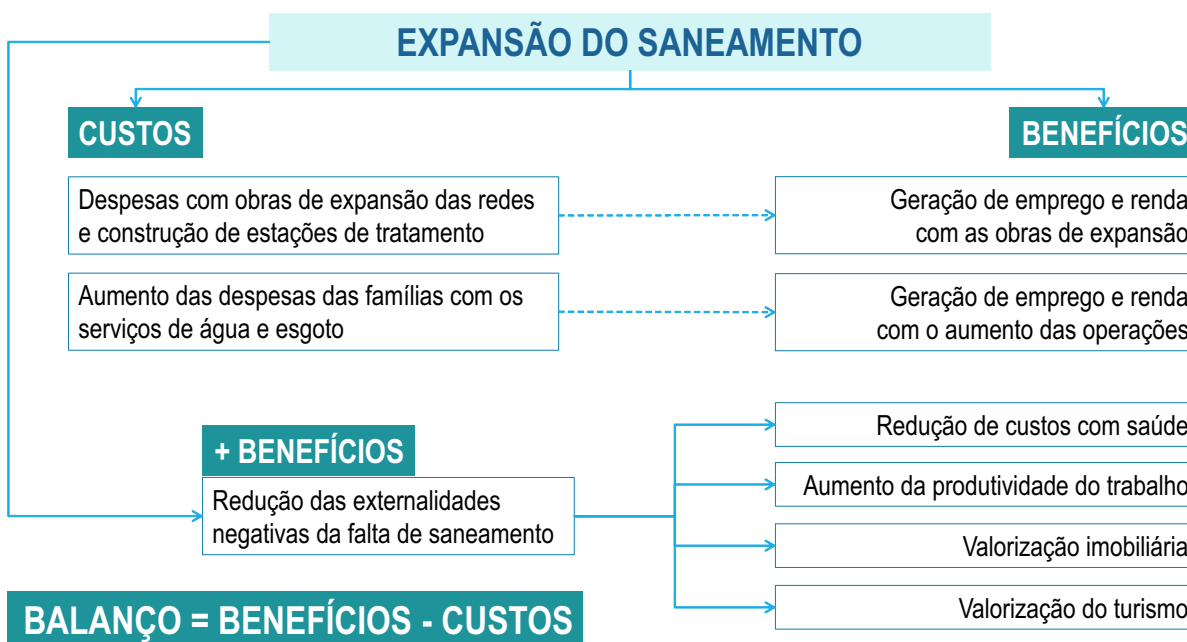 EXPANSÃO DO SANEAMENTO
CUSTOS
BENEFÍCIOS
Despesas com obras de expansão das redes
e construção de estações de tratamento
Geração de emprego e renda
com as obras de expansão
Aumento das despesas das famílias com os
serviços de água e esgoto
Geração de emprego e renda
com o aumento das operações
+ BENEFÍCIOS
Redução das externalidades
negativas da falta de saneamento
Redução de custos com saúde
Aumento da produtividade do trabalho
Valorização imobiliária
Valorização do turismo
BALANÇO = BENEFÍCIOS - CUSTOS